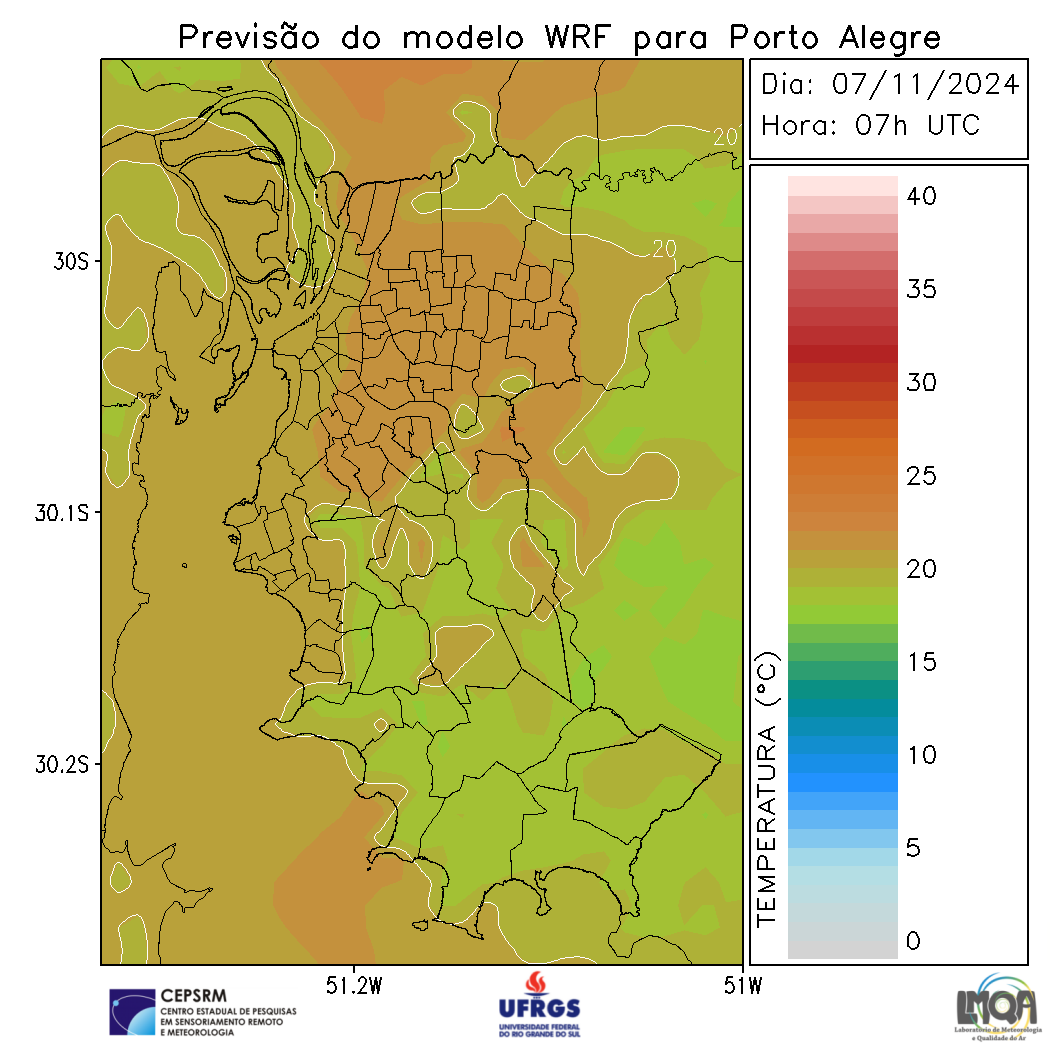 Previsão do modelo WRF para Porto Alegre
Dia: 07/11/2024
Hora: 07h UTC
20
20
30S
30.1S
30.2S
51.2W
51W
40
35
30
25
20
15
10
5
0
TEMPERATURA (°C)
CEPSRM
CENTRO ESTADUAL DE PESQUISAS
EM SENSORIAMENTO REMOTO
E METEOROLOGIA
UFRGS
UNIVERSIDADE FEDERAL
DO RIO GRANDE DO SUL
LMQA
Laboratório de Meteorologia
e Qualidade do Ar